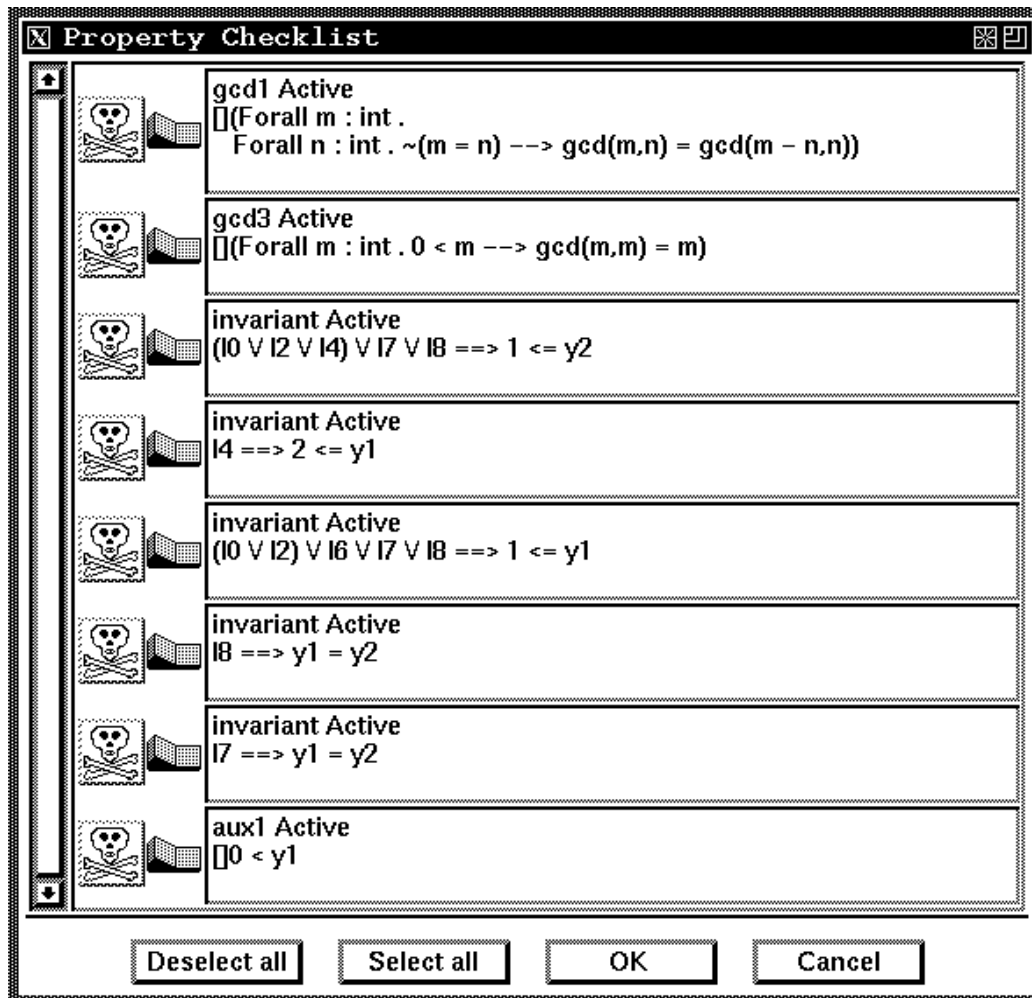 X Property Checklist
gcd1 Active
[](Forall m : int .
Forall n : int . ~(m = n) --> gcd(m,n) = gcd(m - n,n))
gcd3 Active
[](Forall m : int . 0 < m --> gcd(m,m) = m)
invariant Active
(l0 \/ l2 \/ l4) \/ l7 \/ l8 ==> 1 <= y2
invariant Active
l4 ==> 2 <= y1
invariant Active
(l0 \/ l2) \/ l6 \/ l7 \/ l8 ==> 1 <= y1
invariant Active
l8 ==> y1 = y2
invariant Active
l7 ==> y1 = y2
aux1 Active
[]0 < y1
Deselect all Select all OK Cancel